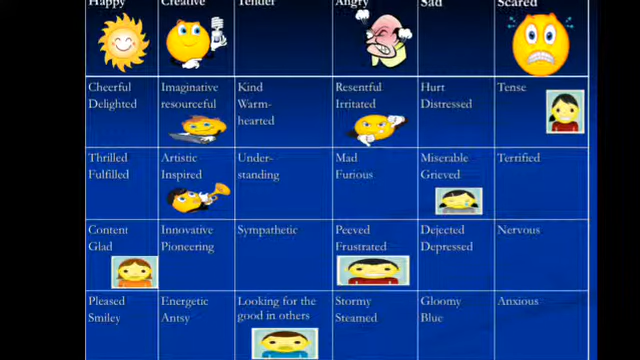 Happy
Creative
Tender
Angry
Sad
Scared
Cheerful
Delighted
Imaginative
resourceful
Kind
Warm-
hearted
Resentful
Irritated
Hurt
Distressed
Tense
Thrilled
Fulfilled
Artistic
Inspired
Under-
standing
Mad
Furious
Miserable
Grieved
Terrified
Content
Glad
Innovative
Pioneering
Sympathetic
Peeved
Frustrated
Dejected
Depressed
Nervous
Pleased
Smiley
Energetic
Antsy
Looking for the
good in others
Stormy
Steamed
Gloomy
Blue
Anxious